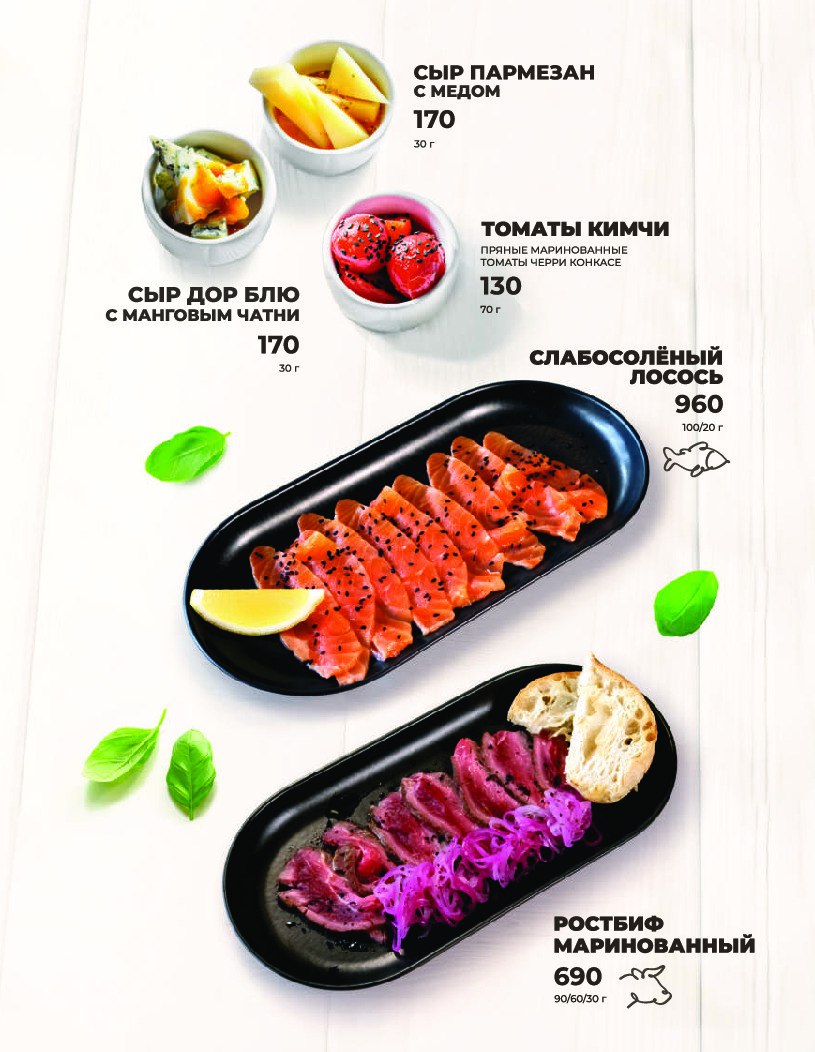 СЫР ПАРМЕЗАН
С МЕДОМ
170
30 г
ТОМАТЫ КИМЧИ
ПРЯНЫЕ МАРИНОВАННЫЕ
ТОМАТЫ ЧЕРРИ КОНКАСЕ
130
70 г
СЫР ДОР БЛЮ
С МАНГОВЫМ ЧАТНИ
170
30 г
СЛАБОСОЛЁНЫЙ
ЛОСОСЬ
960
100/20 г
РОСТБИФ
МАРИНОВАННЫЙ
690
90/60/30 г